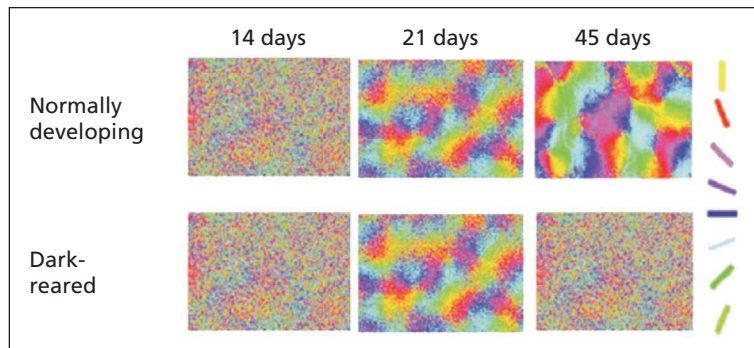 14 days 21 days 45 days
Normally
developing
Dark-
reared